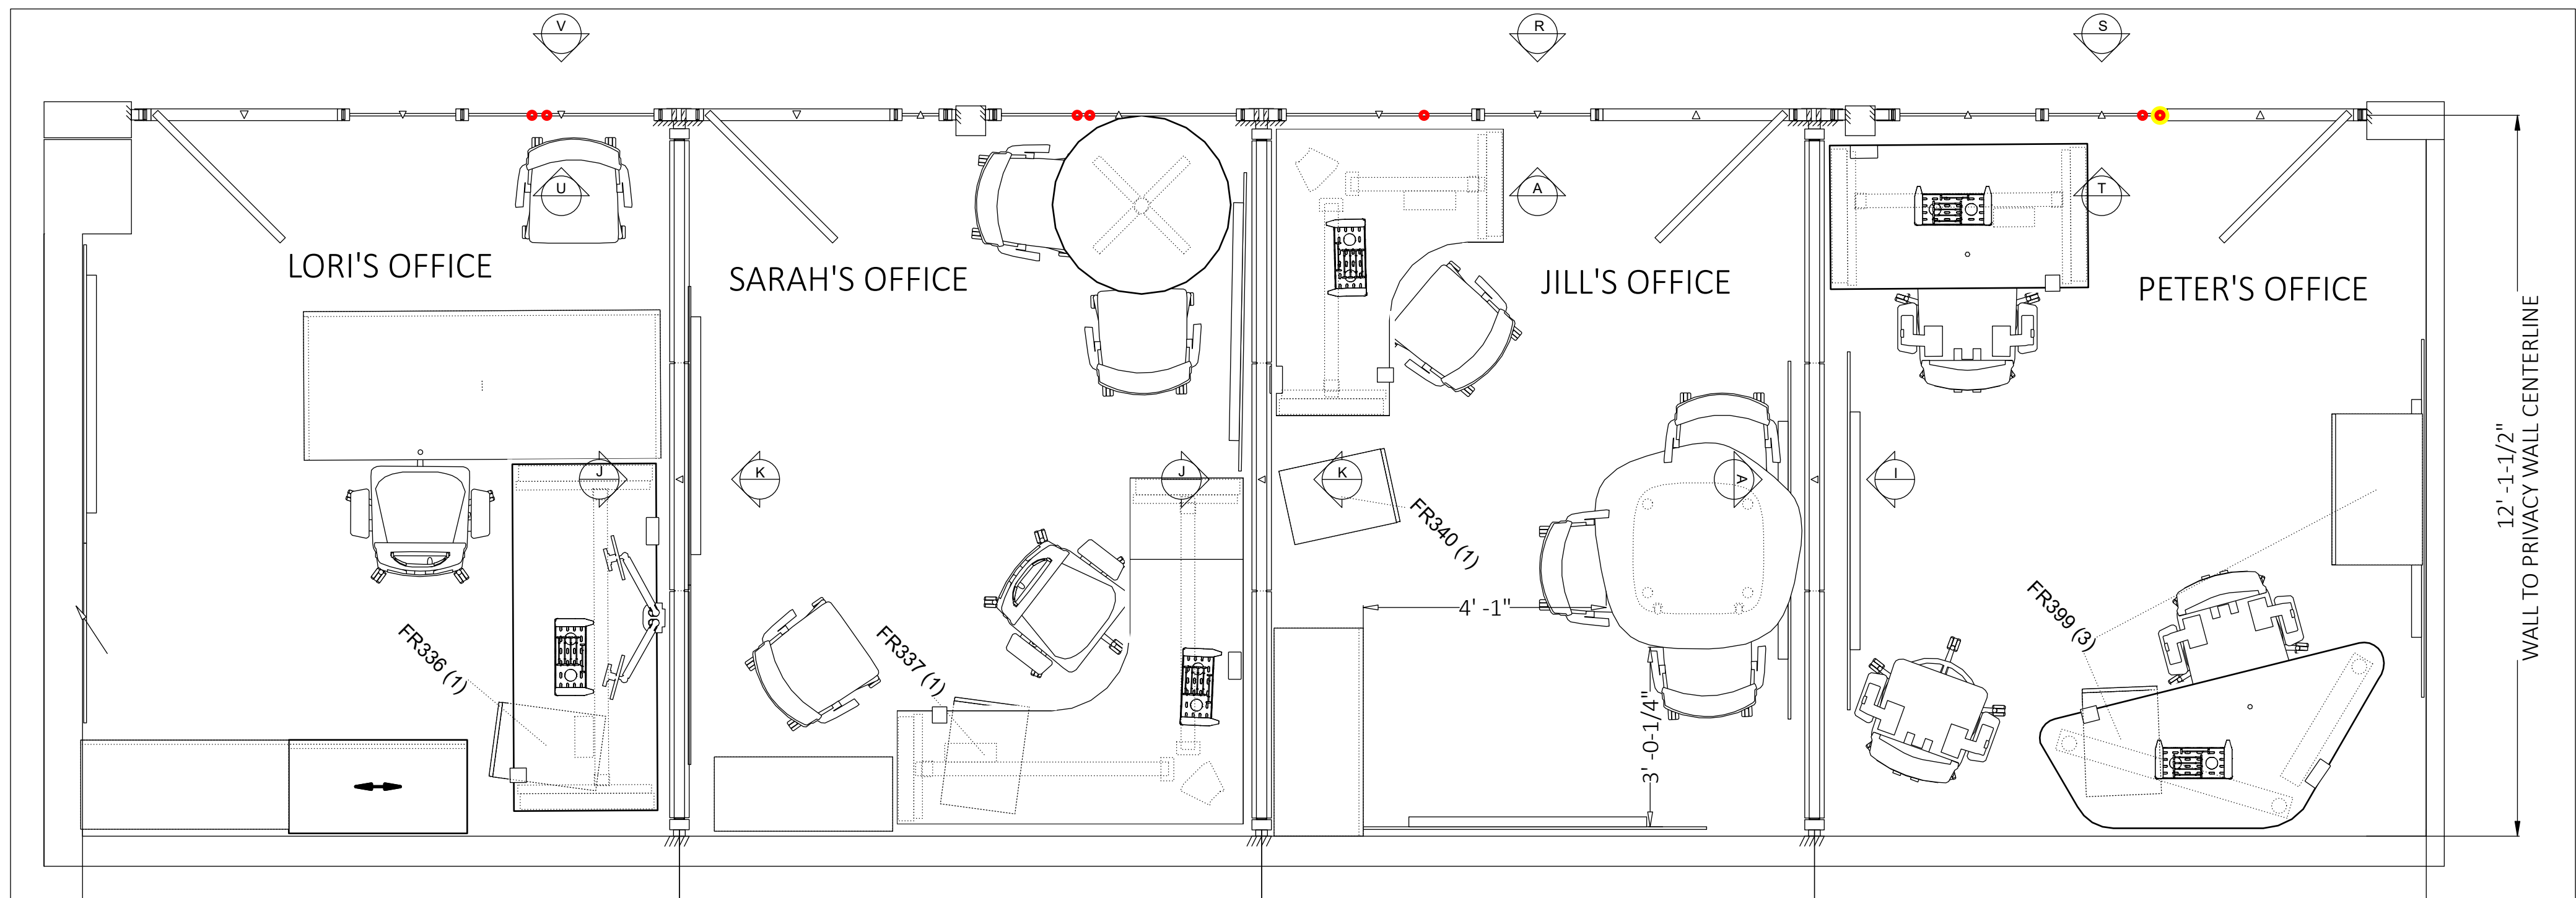 V
R
S
U
A
T
LORI'S OFFICE
SARAH'S OFFICE
JILL'S OFFICE
PETER'S OFFICE
J
K
J
K
A
I
FR336 (1)
FR337 (1)
FR340 (1)
FR399 (3)
4' -1"
3' -0-1/4"
12' -1-1/2"
WALL TO PRIVACY WALL CENTERLINE